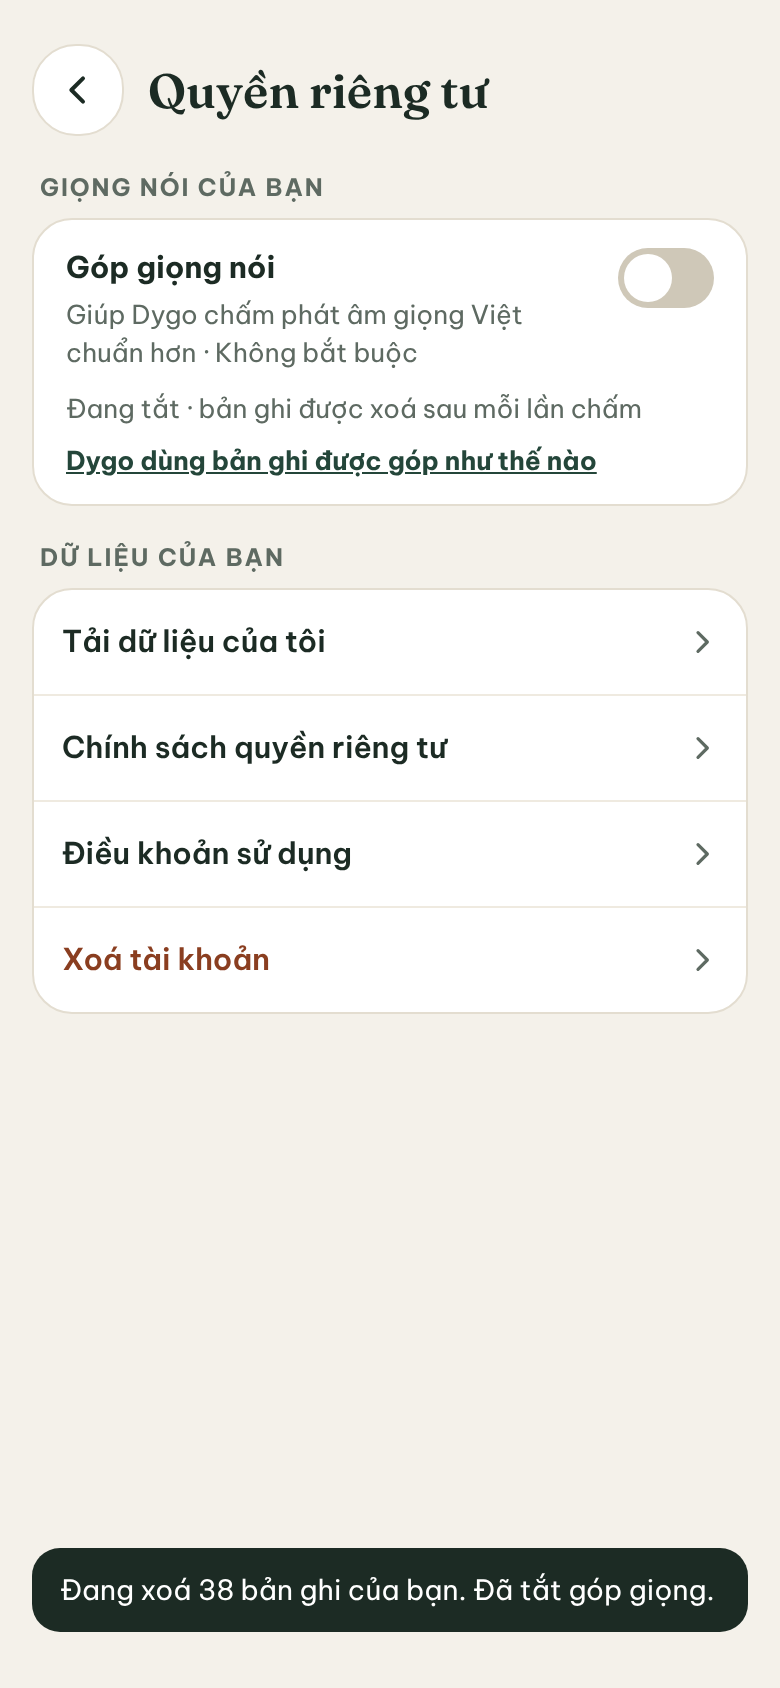 Quyền riêng tư
GIỌNG NÓI CỦA BẠN
Góp giọng nói
Giúp Dygo chấm phát âm giọng Việt
chuẩn hơn · Không bắt buộc
Đang tắt · bản ghi được xoá sau mỗi lần chấm
Dygo dùng bản ghi được góp như thế nào
DỮ LIỆU CỦA BẠN
Tải dữ liệu của tôi
Chính sách quyền riêng tư
Điều khoản sử dụng
Xoá tài khoản
Đang xoá 38 bản ghi của bạn. Đã tắt góp giọng.